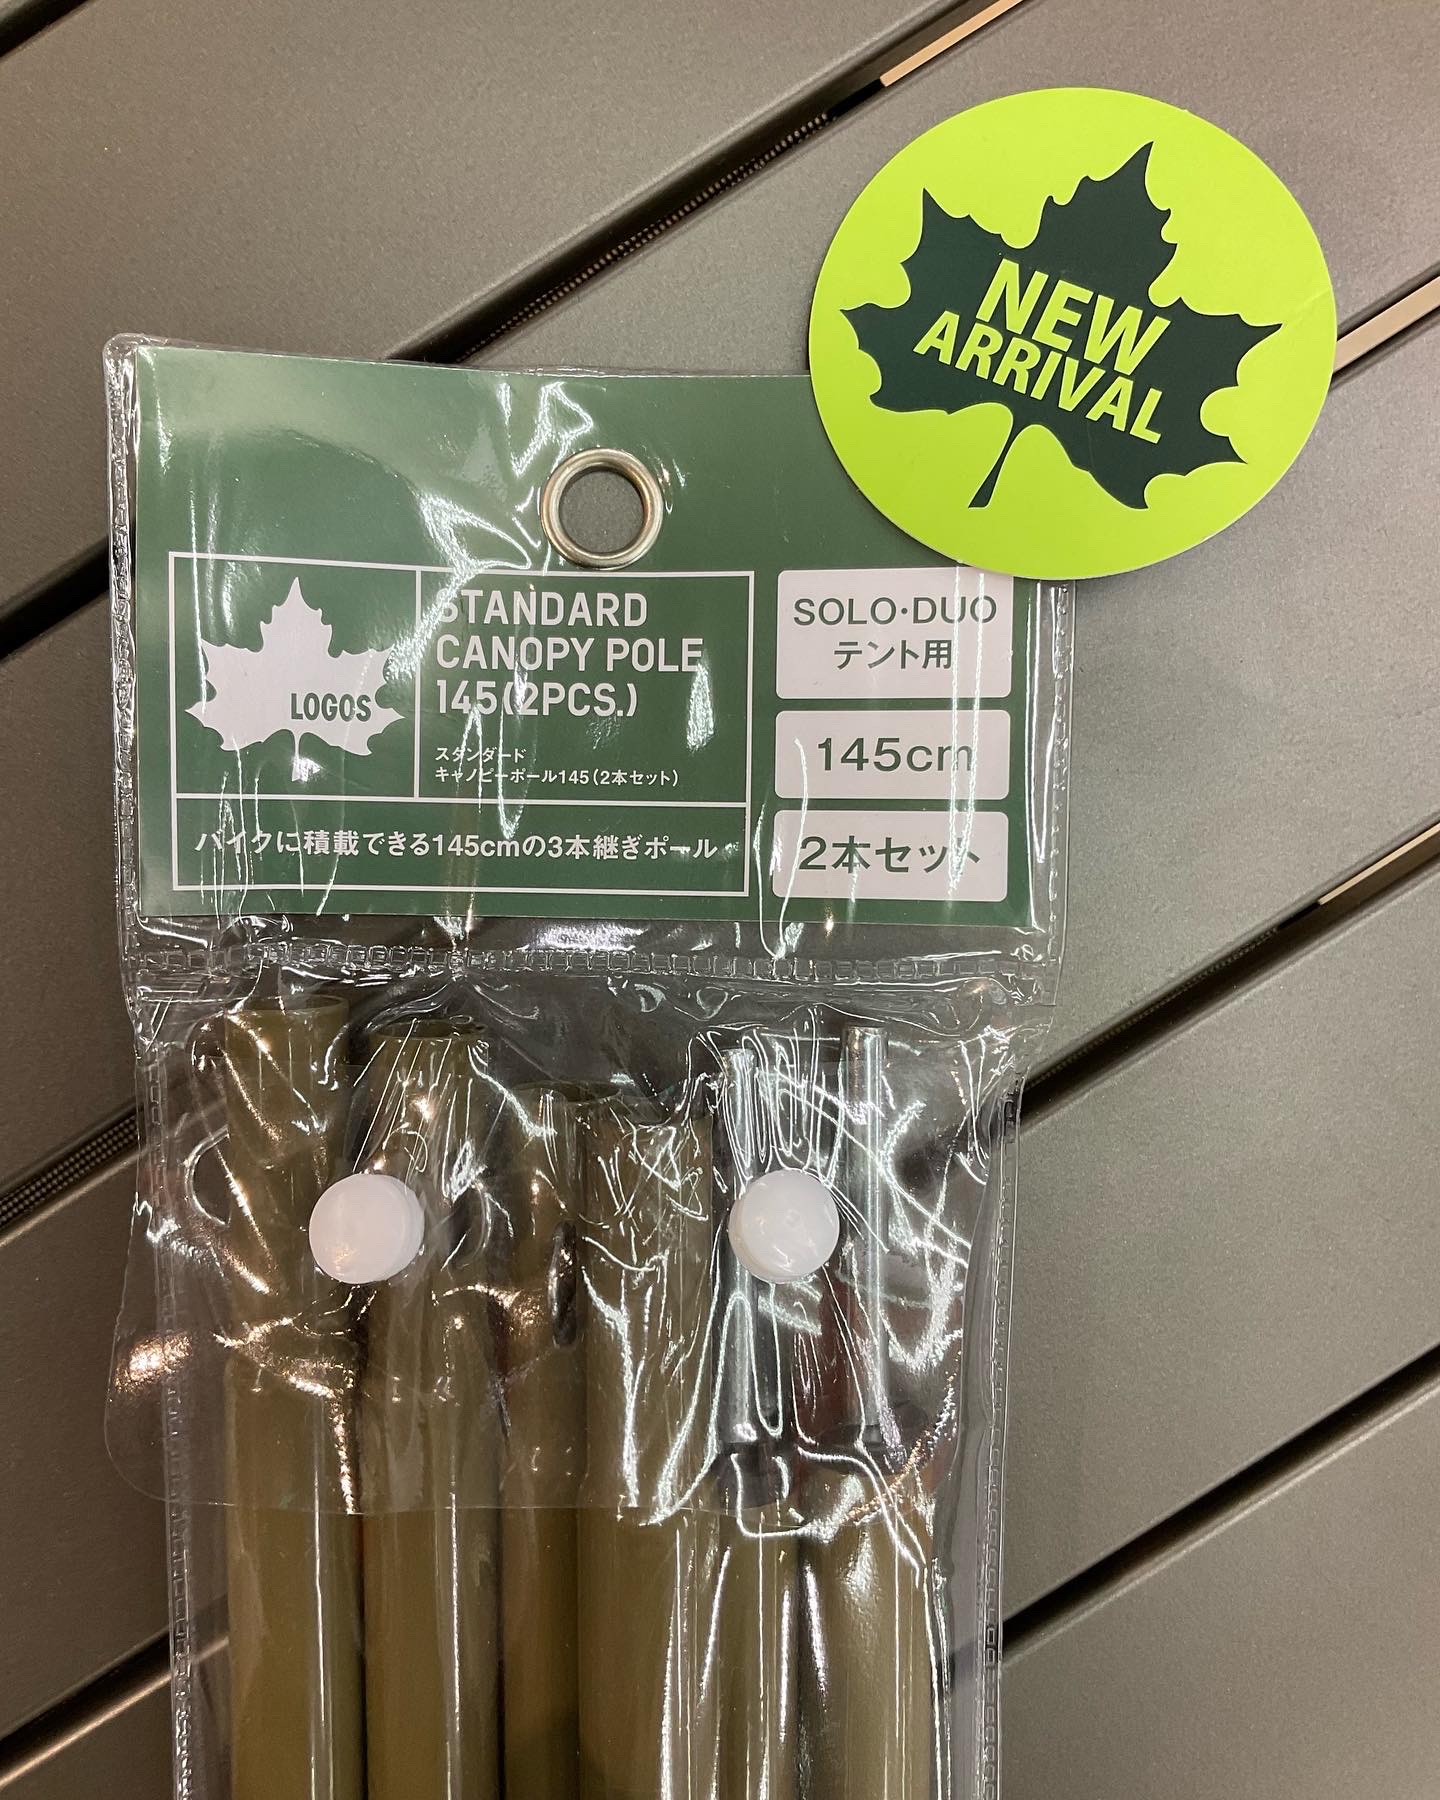 NEW
ARRIVAL
LOGOS
STANDARD
CANOPY POLE
145(2PCS.)
スタンダード
キャノピーポール145(2本セット)
バイクに積載できる145cmの3本継ぎポール
SOLO・DUO
テント用
145cm
2本セット